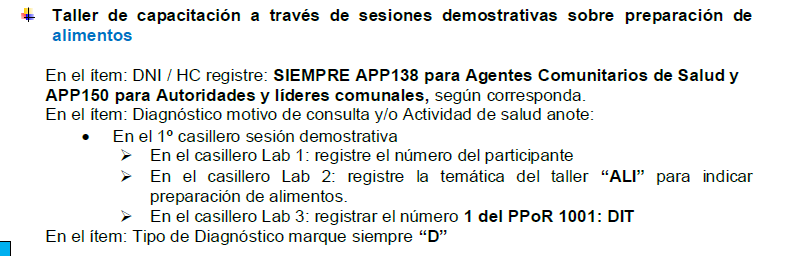 Taller de capacitación a través de sesiones demostrativas sobre preparación de
alimentos
En el ítem: DNI / HC registre: SIEMPRE APP138 para Agentes Comunitarios de Salud y
APP150 para Autoridades y líderes comunales, según corresponda.
En el ítem: Diagnóstico motivo de consulta y/o Actividad de salud anote:
• En el 1º casillero sesión demostrativa
➢ En el casillero Lab 1: registre el número del participante
➢ En el casillero Lab 2: registre la temática del taller “ALI” para indicar
preparación de alimentos.
➢ En el casillero Lab 3: registrar el número 1 del PPoR 1001: DIT
En el ítem: Tipo de Diagnóstico marque siempre “D”